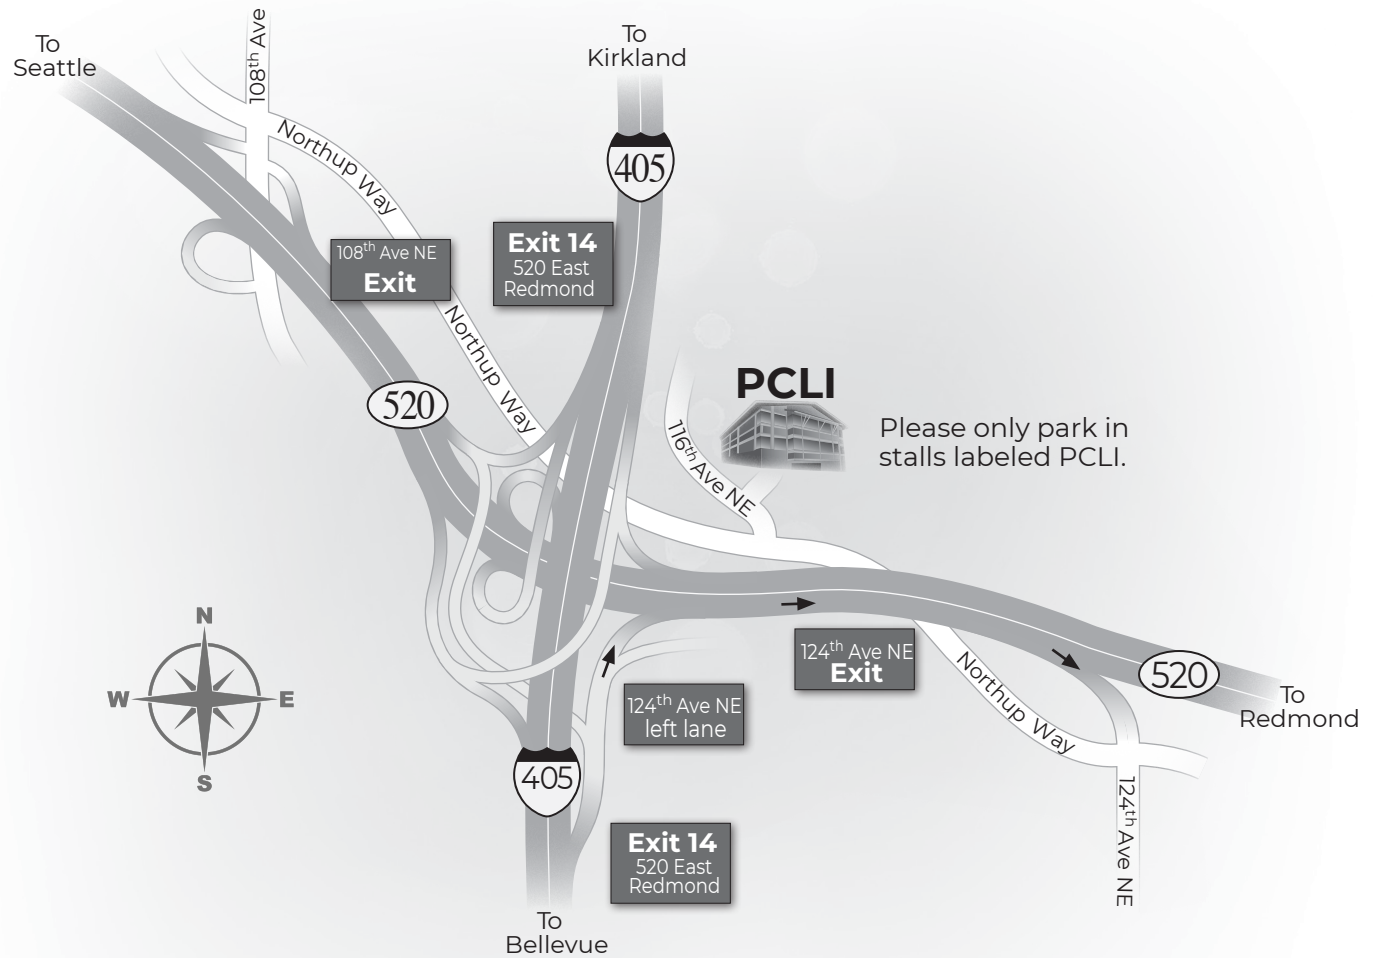 To
Seattle
108th Ave
To
Kirkland
Northup Way
405
108th Ave NE
Exit
Exit 14
520 East
Redmond
Northup Way
520
PCLI
116th Ave NE
Please only park in
stalls labeled PCLI.
N
W
E
S
124th Ave NE
Exit
Northup Way
520
To
Redmond
124th Ave NE
left lane
405
124th Ave NE
Exit 14
520 East
Redmond
To
Bellevue